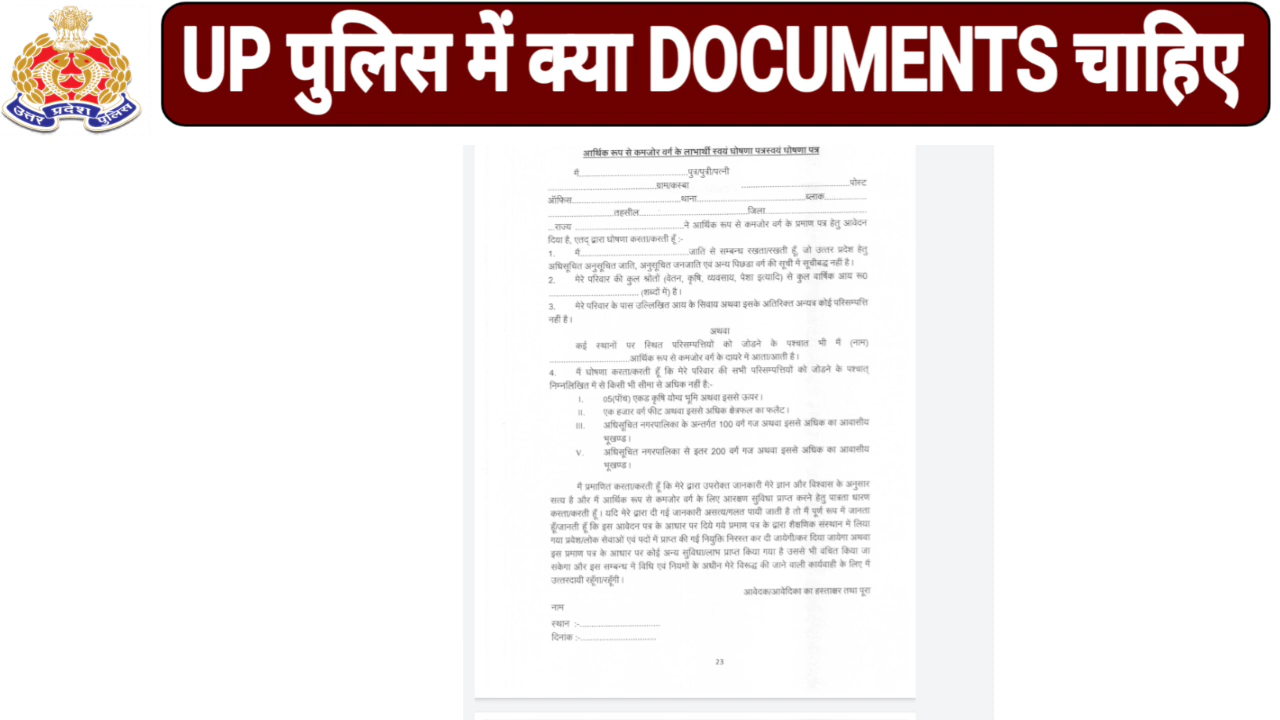 UP पुलिस में क्या DOCUMENTS चाहिए
उत्तर प्रदेश पुलिस
आर्थिक रूप से कमजोर वर्ग के लाभार्थी स्वयं घोषणा पत्रस्वयं घोषणा पत्र
मैं........................................पुत्र/पुत्री/पत्नी
........................................ग्राम/कस्बा ........................................पोस्ट
ऑफिस........................................थाना........................................ब्लाक................
........................तहसील........................................जिला........................................
...राज्य ........................................ने आर्थिक रूप से कमजोर वर्ग के प्रमाण पत्र हेतु आवेदन
दिया है, एतद् द्वारा घोषणा करता/करती हूँ :-
1. मैं........................................जाति से सम्बन्ध रखता/रखती हूँ, जो उत्तर प्रदेश हेतु
अधिसूचित अनुसूचित जाति, अनुसूचित जनजाति एवं अन्य पिछड़ा वर्ग की सूची में सूचीबद्ध नहीं है।
2. मेरे परिवार की कुल श्रोतों (वेतन, कृषि, व्यवसाय, पेशा इत्यादि) से कुल वार्षिक आय रू0
................................ (शब्दों में) है।
3. मेरे परिवार के पास उल्लिखित आय के सिवाय अथवा इसके अतिरिक्त अन्यत्र कोई परिसम्पत्ति
नहीं है।
अथवा
कई स्थानों पर स्थित परिसम्पत्तियों को जोडने के पश्चात भी मैं (नाम)
............................आर्थिक रूप से कमजोर वर्ग के दायरे में आता/आती है।
4. मैं घोषणा करता/करती हूँ कि मेरे परिवार की सभी परिसम्पत्तियों को जोडने के पश्चात्
निम्नलिखित में से किसी भी सीमा से अधिक नहीं है:-
I. 05(पाँच) एकड कृषि योग्य भूमि अथवा इससे ऊपर।
II. एक हजार वर्ग फीट अथवा इससे अधिक क्षेत्रफल का फलैट।
III. अधिसूचित नगरपालिका के अन्तर्गत 100 वर्ग गज अथवा इससे अधिक का आवासीय
भूखण्ड।
V. अधिसूचित नगरपालिका से इतर 200 वर्ग गज अथवा इससे अधिक का आवासीय
भूखण्ड।
मैं प्रमाणित करता/करती हूँ कि मेरे द्वारा उपरोक्त जानकारी मेरे ज्ञान और विश्वास के अनुसार
सत्य है और मैं आर्थिक रूप से कमजोर वर्ग के लिए आरक्षण सुविधा प्राप्त करने हेतु पात्रता धारण
करता/करती हूँ। यदि मेरे द्वारा दी गई जानकारी असत्य/गलत पायी जाती है तो मैं पूर्ण रूप में जानता
हूँ/जानती हूँ कि इस आवेदन पत्र के आधार पर दिये गये प्रमाण पत्र के द्वारा शैक्षणिक संस्थान में लिया
गया प्रवेश/लोक सेवाओं एवं पदों में प्राप्त की गई नियुक्ति निरस्त कर दी जायेगी/कर दिया जायेगा अथवा
इस प्रमाण पत्र के आधार पर कोई अन्य सुविधा/लाभ प्राप्त किया गया है उससे भी वंचित किया जा
सकेगा और इस सम्बन्ध में विधि एवं नियमों के अधीन मेरे विरूद्ध की जाने वाली कार्यवाही के लिए मैं
उत्तरदायी रहूँगा/रहूँगी।
आवेदक/आवेदिका का हस्ताक्षर तथा पूरा
नाम
स्थान :-................................
दिनांक :-..............................
23